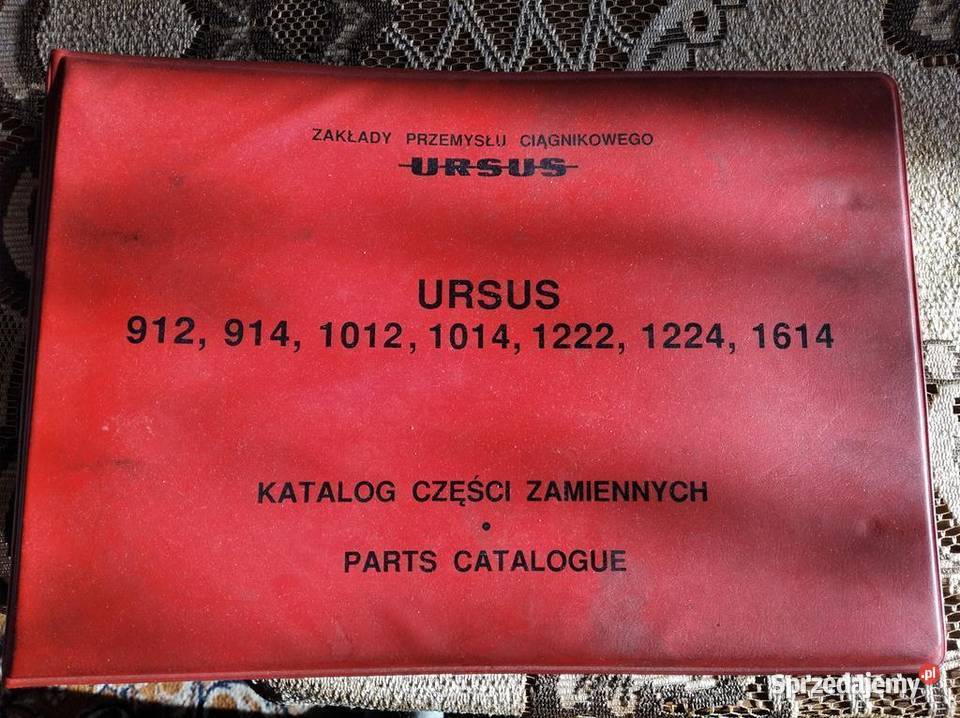 ZAKŁADY PRZEMYSŁU CIĄGNIKOWEGO
URSUS
URSUS
912, 914, 1012, 1014, 1222, 1224, 1614
KATALOG CZĘŚCI ZAMIENNYCH
•
PARTS CATALOGUE
Sprzedajemy.pl